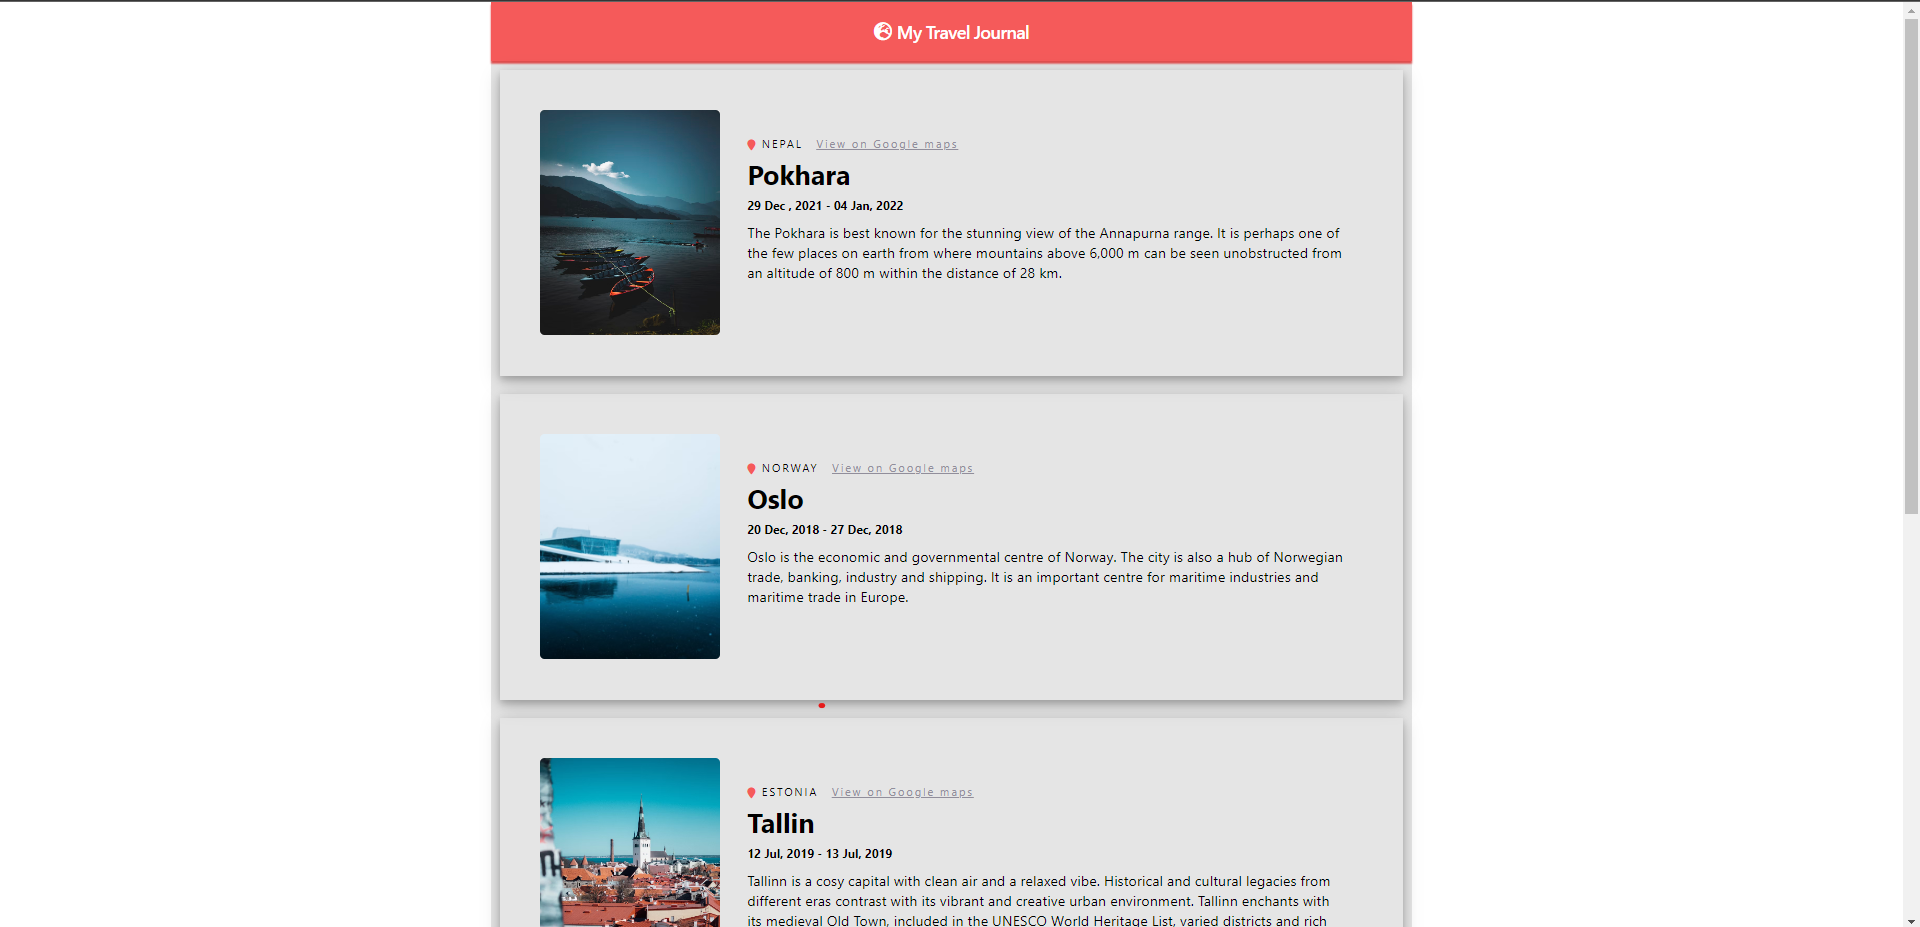 My Travel Journal
NEPAL View on Google maps
Pokhara
29 Dec , 2021 - 04 Jan, 2022
The Pokhara is best known for the stunning view of the Annapurna range. It is perhaps one of
the few places on earth from where mountains above 6,000 m can be seen unobstructed from
an altitude of 800 m within the distance of 28 km.
NORWAY View on Google maps
Oslo
20 Dec, 2018 - 27 Dec, 2018
Oslo is the economic and governmental centre of Norway. The city is also a hub of Norwegian
trade, banking, industry and shipping. It is an important centre for maritime industries and
maritime trade in Europe.
ESTONIA View on Google maps
Tallin
12 Jul, 2019 - 13 Jul, 2019
Tallinn is a cosy capital with clean air and a relaxed vibe. Historical and cultural legacies from
different eras contrast with its vibrant and creative urban environment. Tallinn enchants with
its medieval Old Town, included in the UNESCO World Heritage List, varied districts and rich